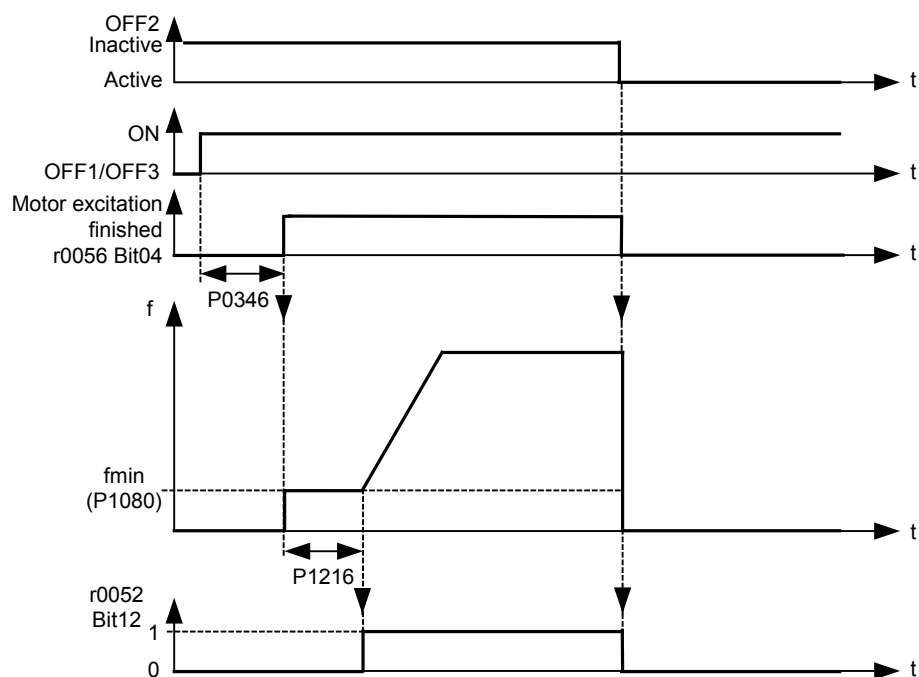 OFF2
Inactive
Active
t
ON
OFF1/OFF3
t
Motor excitation
finished
r0056 Bit04
t
P0346
f
fmin
(P1080)
t
P1216
r0052
Bit12
1
0
t